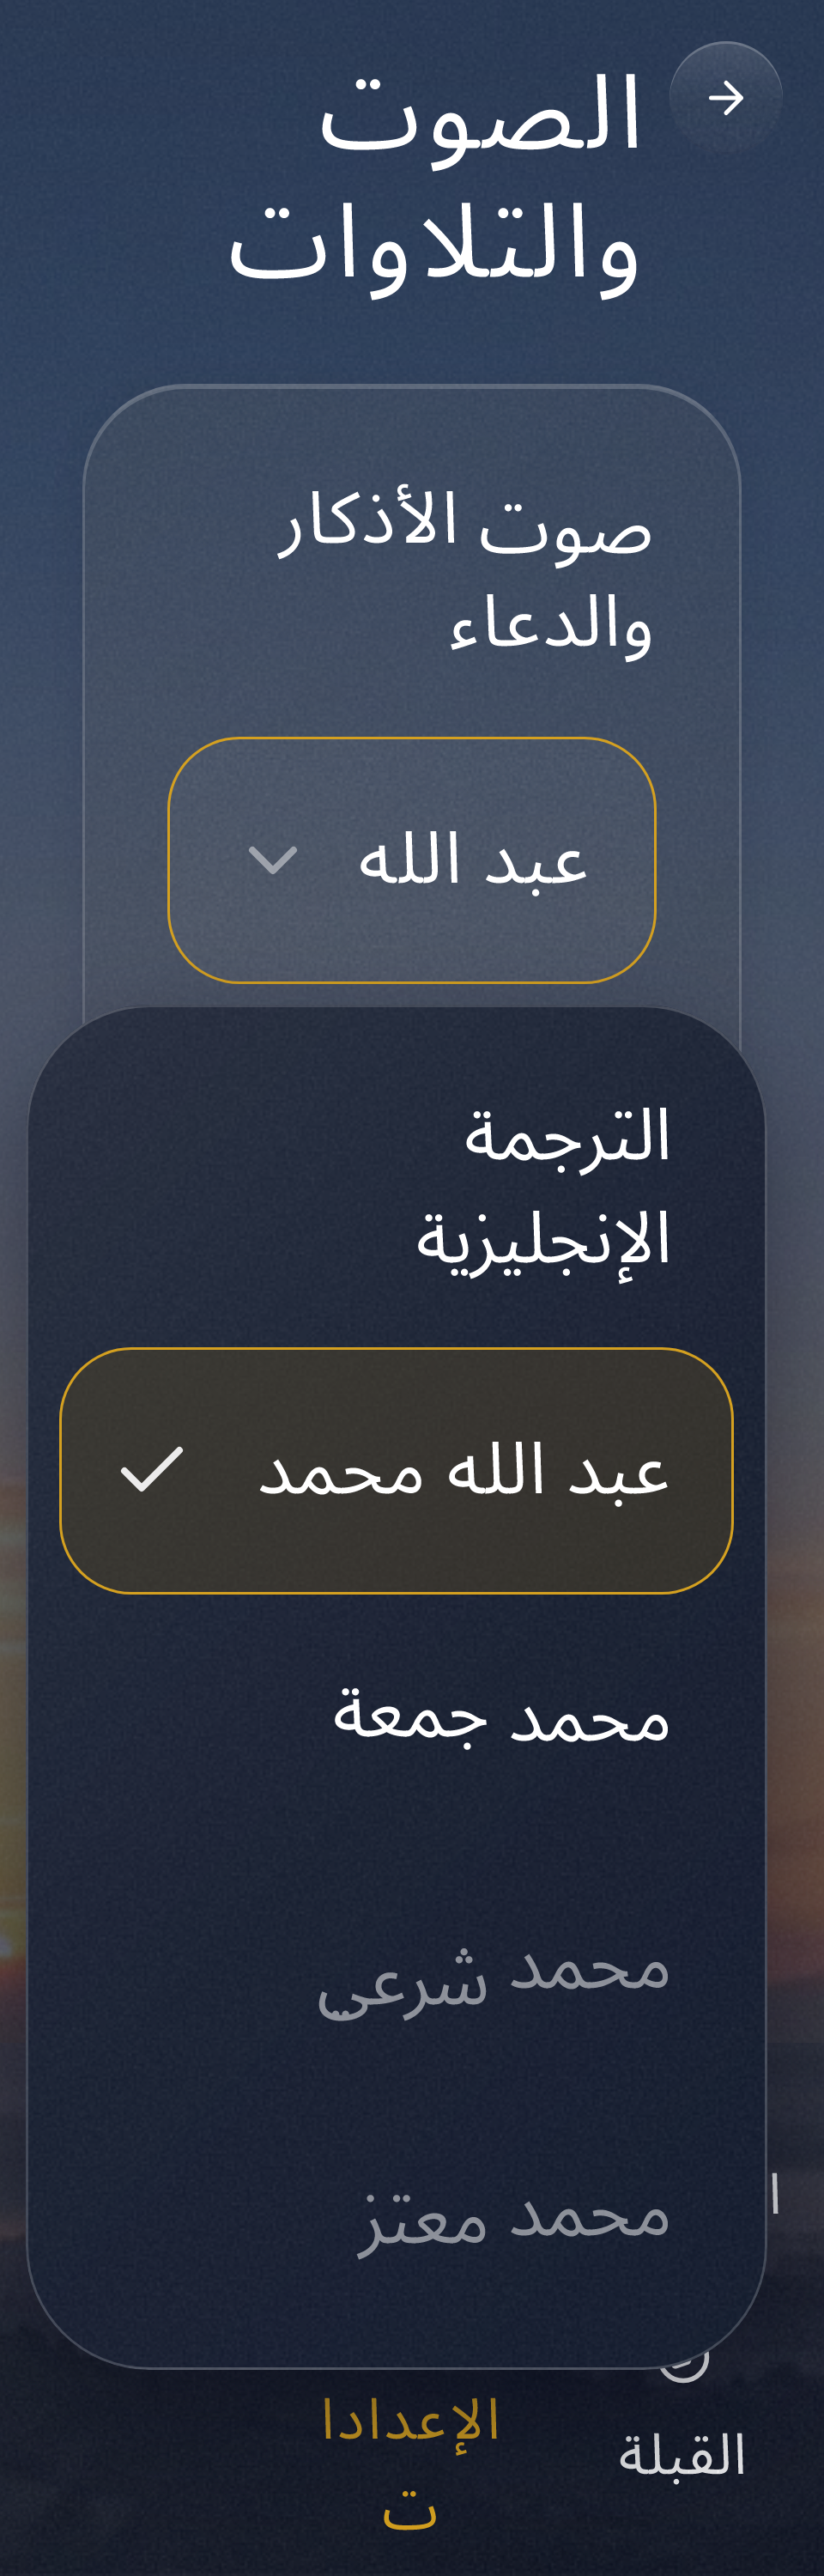 الصوت
والتلاوات
صوت الأذكار
والدعاء
عبد الله
الترجمة
الإنجليزية
عبد الله محمد
محمد جمعة
محمد شرعي
محمد معتز
القبلة
الإعدادا
ت